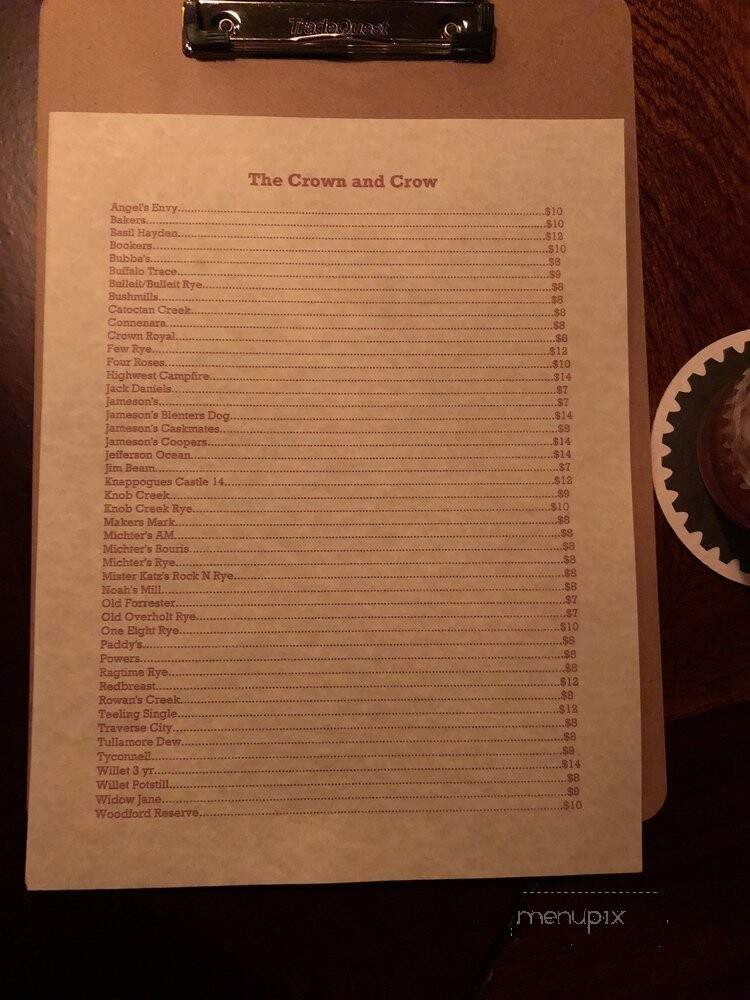 TradeQuest
The Crown and Crow
Angel's Envy........$10
Bakers........$10
Basil Hayden........$12
Bookers........$10
Bubba's........$8
Buffalo Trace........$9
Bulleit/Bulleit Rye........$8
Bushmills........$8
Catoctan Creek........$8
Connenara........$8
Crown Royal........$8
Few Rye........$12
Four Roses........$10
Highwest Campfire........$14
Jack Daniels........$7
Jameson's........$7
Jameson's Blenters Dog........$14
Jameson's Caskmates........$8
Jameson's Coopers........$14
Jefferson Ocean........$14
Jim Beam........$7
Knappogues Castle 14........$12
Knob Creek........$9
Knob Creek Rye........$10
Makers Mark........$8
Michter's AM........$8
Michter's Bouris........$8
Michter's Rye........$8
Mister Katz's Rock N Rye........$8
Noah's Mill........$8
Old Forrester........$7
Old Overholt Rye........$7
One Eight Rye........$10
Paddy's........$8
Powers........$8
Ragtime Rye........$8
Redbreast........$12
Rowan's Creek........$8
Teeling Single........$12
Traverse City........$8
Tullamore Dew........$8
Tyconnell........$9
Willet 3 yr........$14
Willet Potstill........$8
Widow Jane........$9
Woodford Reserve........$10
menupix